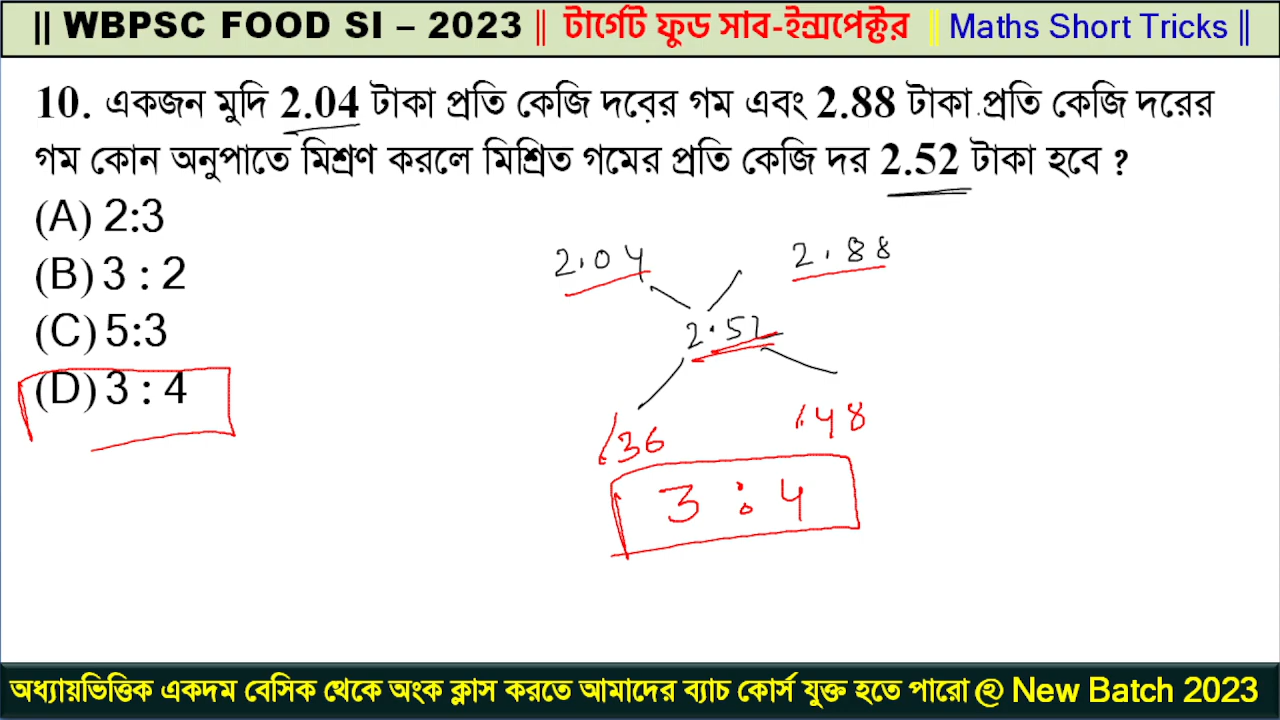 || WBPSC FOOD SI – 2023 || টার্গেট ফুড সাব-ইন্সপেক্টর || Maths Short Tricks ||
10. একজন মুদি 2.04 টাকা প্রতি কেজি দরের গম এবং 2.88 টাকা প্রতি কেজি দরের
গম কোন অনুপাতে মিশ্রণ করলে মিশ্রিত গমের প্রতি কেজি দর 2.52 টাকা হবে ?
(A) 2:3
(B) 3 : 2
(C) 5:3
(D) 3 : 4
2.04 2.88
2.52
.36 .48
3 : 4
অধ্যায়ভিত্তিক একদম বেসিক থেকে অংক ক্লাস করতে আমাদের ব্যাচ কোর্স যুক্ত হতে পারো @ New Batch 2023